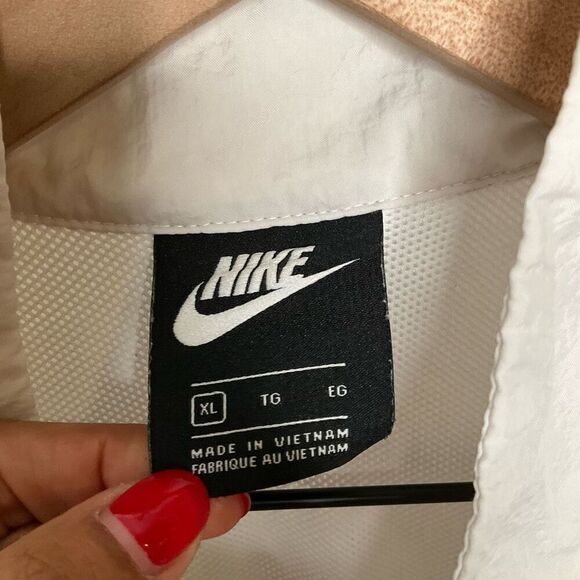 NIKE
XL TG EG
MADE IN VIETNAM
FABRIQUE AU VIETNAM